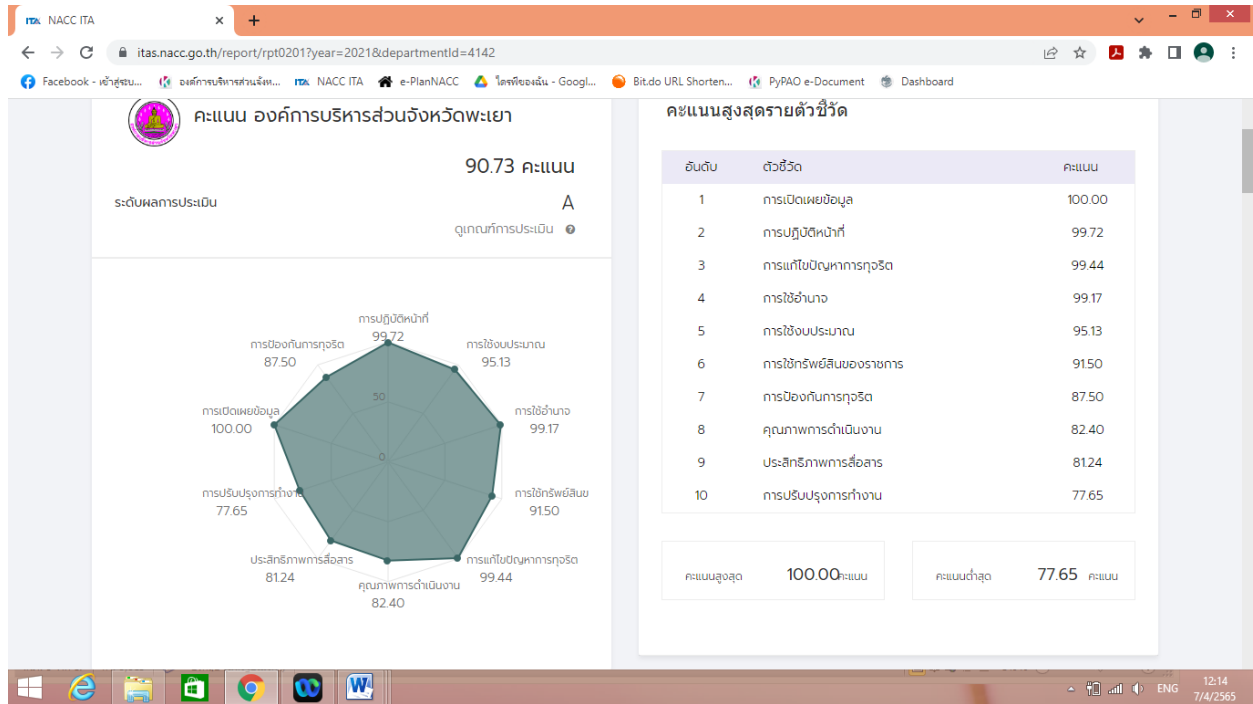 NACC ITA
itas.nacc.go.th/report/rpt0201?year=2021&departmentId=4142
Facebook - เข้าสู่ระบ...
องค์การบริหารส่วนจังห...
NACC ITA
e-PlanNACC
ไดรฟ์ของฉัน - Googl...
Bit.do URL Shorten...
PyPAO e-Document
Dashboard
คะแนน องค์การบริหารส่วนจังหวัดพะเยา
90.73 คะแนน
ระดับผลการประเมิน A
ดูเกณฑ์การประเมิน
การปฏิบัติหน้าที่
99.72
การป้องกันการทุจริต
87.50
การใช้งบประมาณ
95.13
50
การเปิดเผยข้อมูล
100.00
การใช้อำนาจ
99.17
0
การปรับปรุงการทำงาน
77.65
การใช้ทรัพย์สินข
91.50
ประสิทธิภาพการสื่อสาร
81.24
การแก้ไขปัญหาการทุจริต
99.44
คุณภาพการดำเนินงาน
82.40
คะแนนสูงสุดรายตัวชี้วัด
อันดับ ตัวชี้วัด คะแนน
1 การเปิดเผยข้อมูล 100.00
2 การปฏิบัติหน้าที่ 99.72
3 การแก้ไขปัญหาการทุจริต 99.44
4 การใช้อำนาจ 99.17
5 การใช้งบประมาณ 95.13
6 การใช้ทรัพย์สินของราชการ 91.50
7 การป้องกันการทุจริต 87.50
8 คุณภาพการดำเนินงาน 82.40
9 ประสิทธิภาพการสื่อสาร 81.24
10 การปรับปรุงการทำงาน 77.65
คะแนนสูงสุด 100.00 คะแนน
คะแนนต่ำสุด 77.65 คะแนน
ENG
12:14
7/4/2565